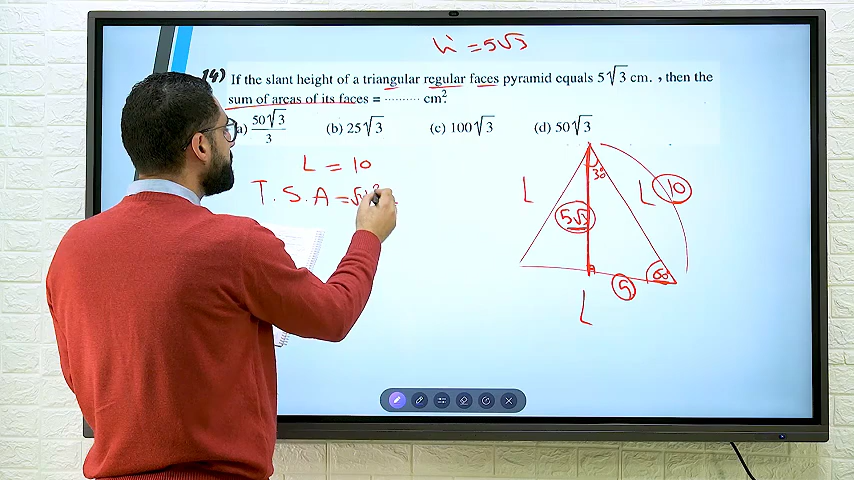 = 5√3
14) If the slant height of a triangular regular faces pyramid equals 5√3 cm. , then the
sum of areas of its faces = ·········· cm².
a) 50√3/3 (b) 25√3 (c) 100√3 (d) 50√3
L = 10
T. S. A = √3 L²
30
L
L
10
5√3
60
5
L